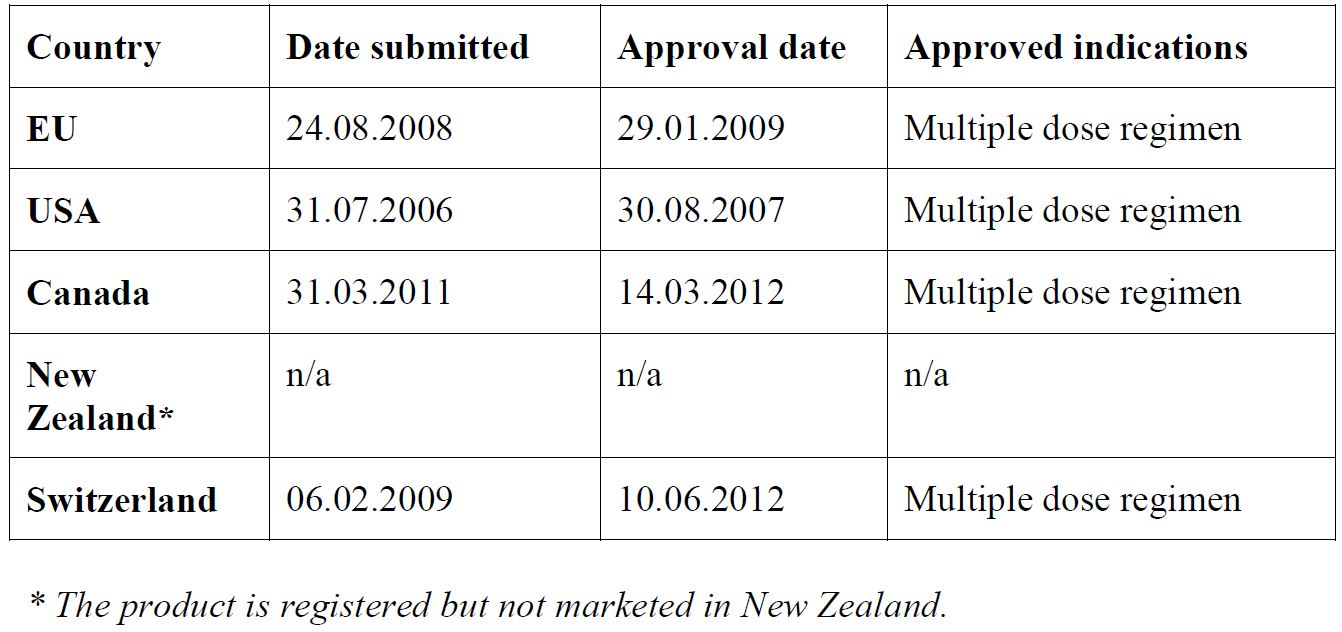 Country Date submitted Approval date Approved indications
EU 24.08.2008 29.01.2009 Multiple dose regimen
USA 31.07.2006 30.08.2007 Multiple dose regimen
Canada 31.03.2011 14.03.2012 Multiple dose regimen
New n/a n/a n/a
Zealand*
Switzerland 06.02.2009 10.06.2012 Multiple dose regimen
* The product is registered but not marketed in New Zealand.